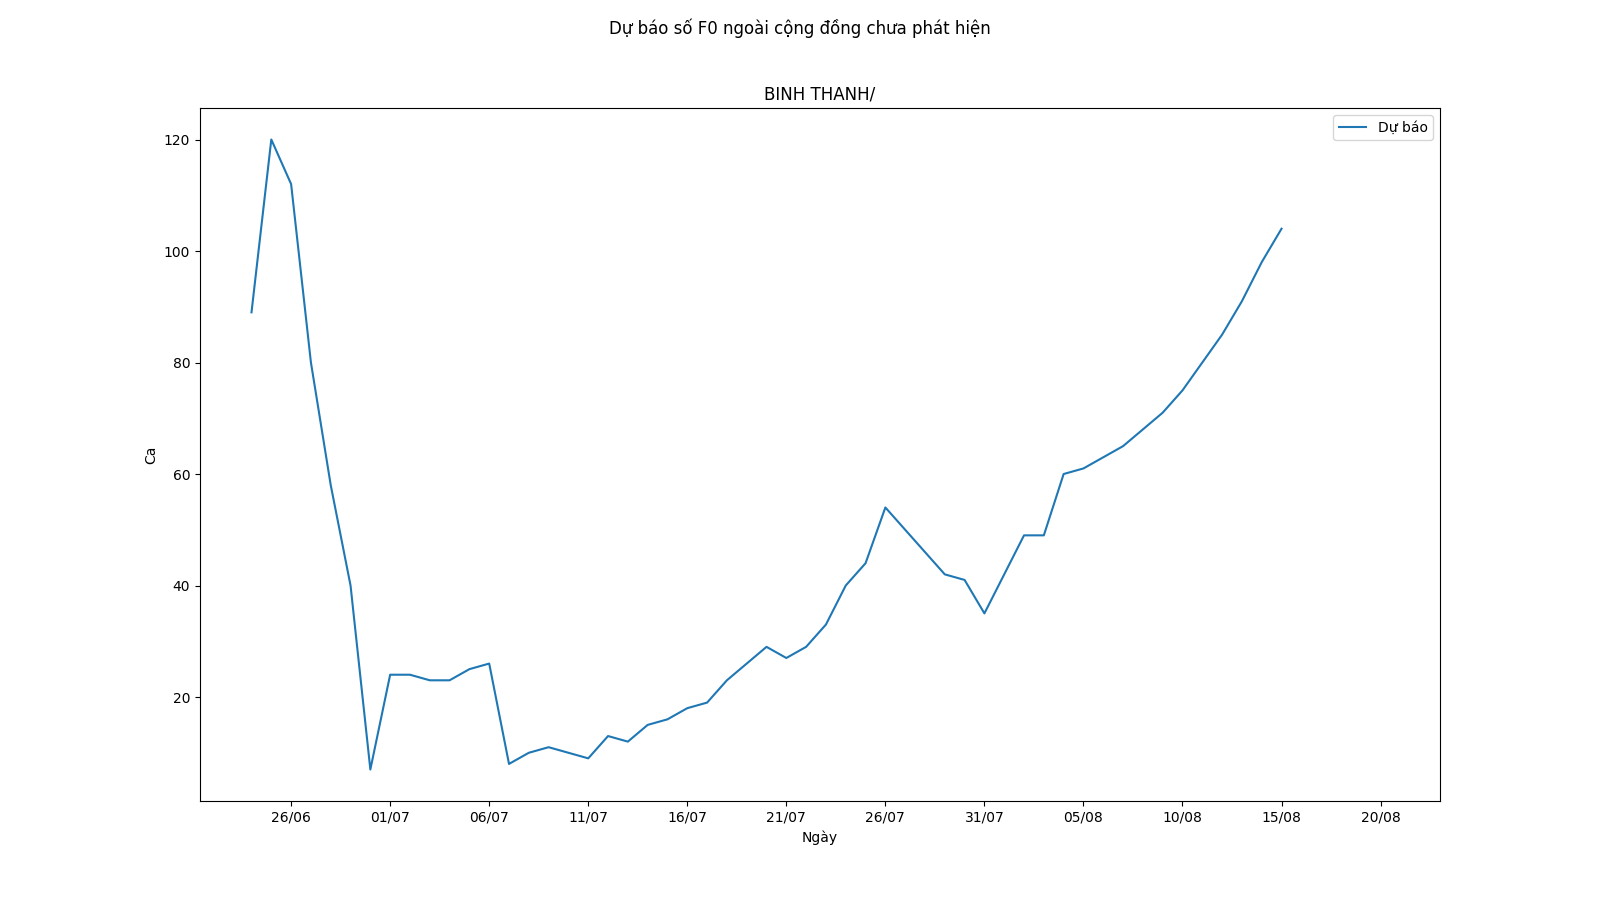 Dự báo số F0 ngoài cộng đồng chưa phát hiện
BINH THANH/
Dự báo
120
100
80
60
40
20
Ca
26/06 01/07 06/07 11/07 16/07 21/07 26/07 31/07 05/08 10/08 15/08 20/08
Ngày